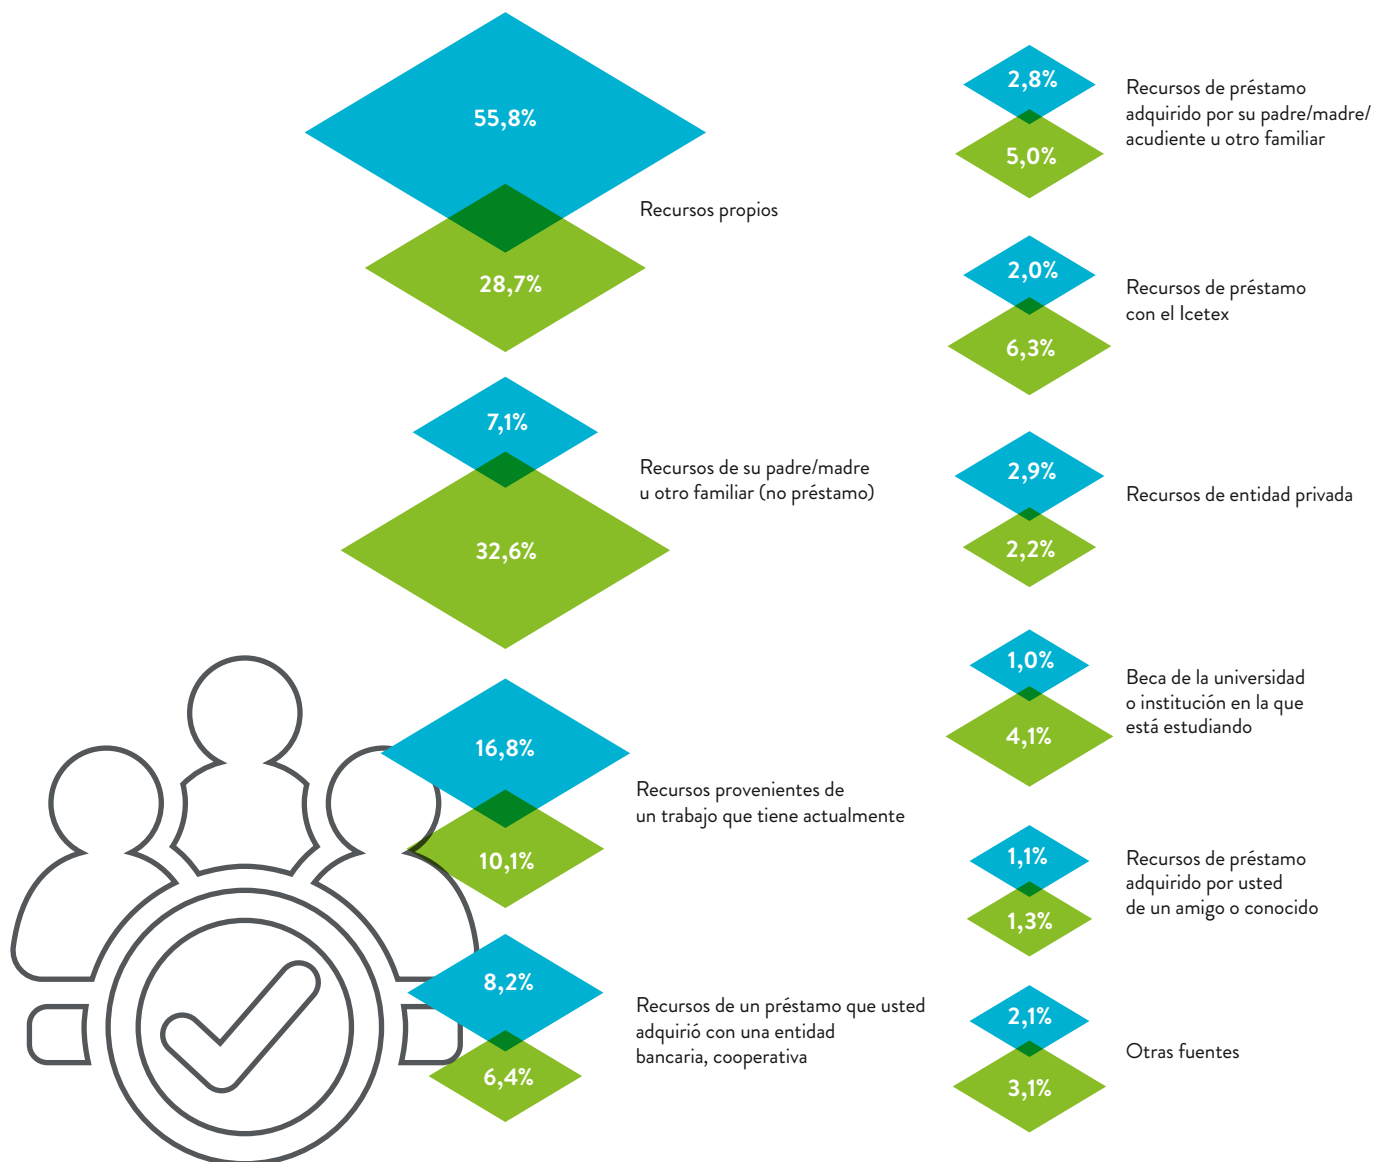 55,8%
28,7%
Recursos propios
7,1%
32,6%
Recursos de su padre/madre
u otro familiar (no préstamo)
16,8%
10,1%
Recursos provenientes de
un trabajo que tiene actualmente
8,2%
6,4%
Recursos de un préstamo que usted
adquirió con una entidad
bancaria, cooperativa
2,8%
5,0%
Recursos de préstamo
adquirido por su padre/madre/
acudiente u otro familiar
2,0%
6,3%
Recursos de préstamo
con el Icetex
2,9%
2,2%
Recursos de entidad privada
1,0%
4,1%
Beca de la universidad
o institución en la que
está estudiando
1,1%
1,3%
Recursos de préstamo
adquirido por usted
de un amigo o conocido
2,1%
3,1%
Otras fuentes